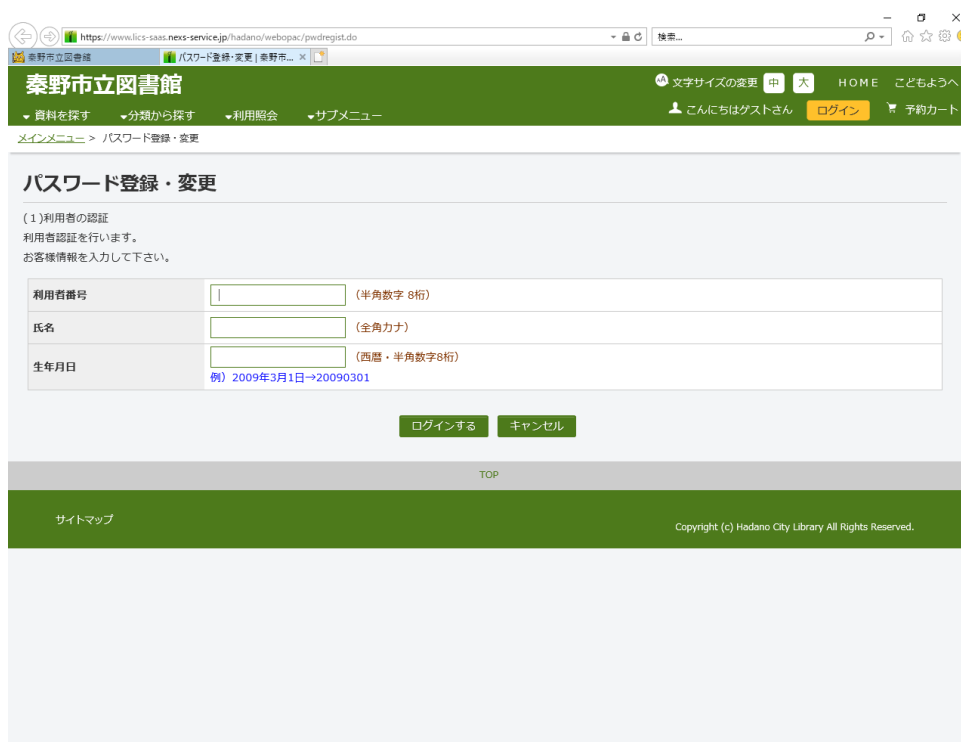 https://www.lics-saas.nexs-service.jp/hadano/webopac/pwdregist.do
検索...
秦野市立図書館
パスワード登録・変更 | 秦野市...
秦野市立図書館
文字サイズの変更 中 大 HOME こどもようへ
資料を探す 分類から探す 利用照会 サブメニュー
こんにちはゲストさん ログイン 予約カート
メインメニュー > パスワード登録・変更
パスワード登録・変更
(1)利用者の認証
利用者認証を行います。
お客様情報を入力して下さい。
利用者番号 (半角数字 8桁)
氏名 (全角カナ)
生年月日 (西暦・半角数字8桁)
例) 2009年3月1日→20090301
ログインする キャンセル
TOP
サイトマップ
Copyright (c) Hadano City Library All Rights Reserved.